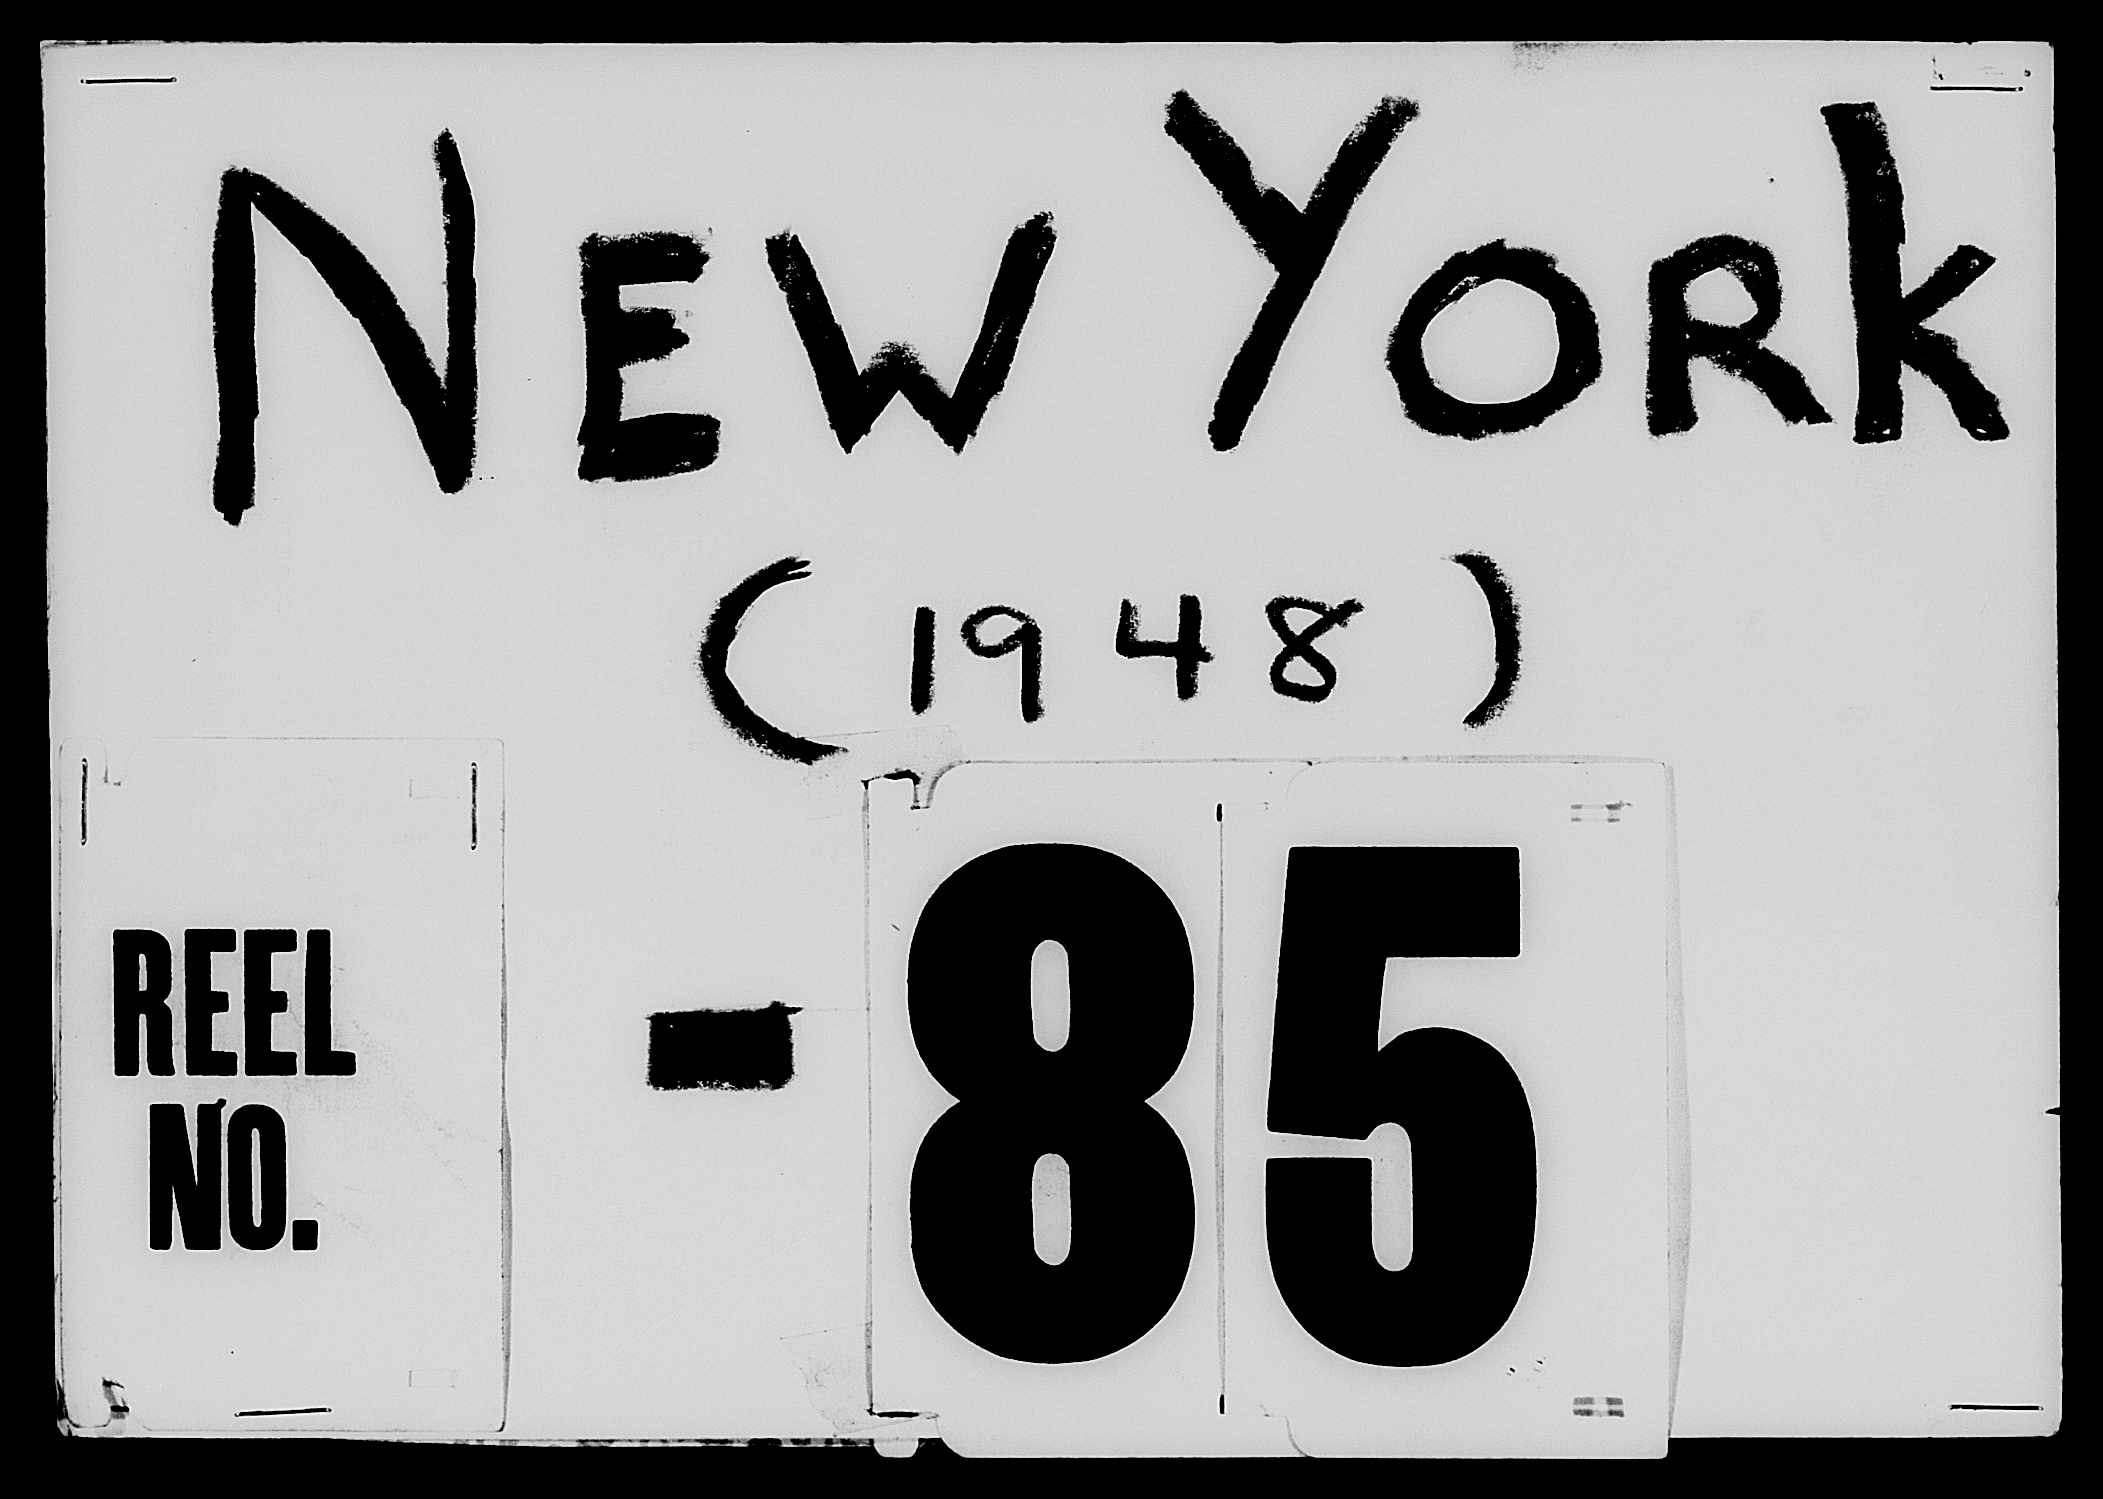 New York
(1948)
REEL
NO.
- 85